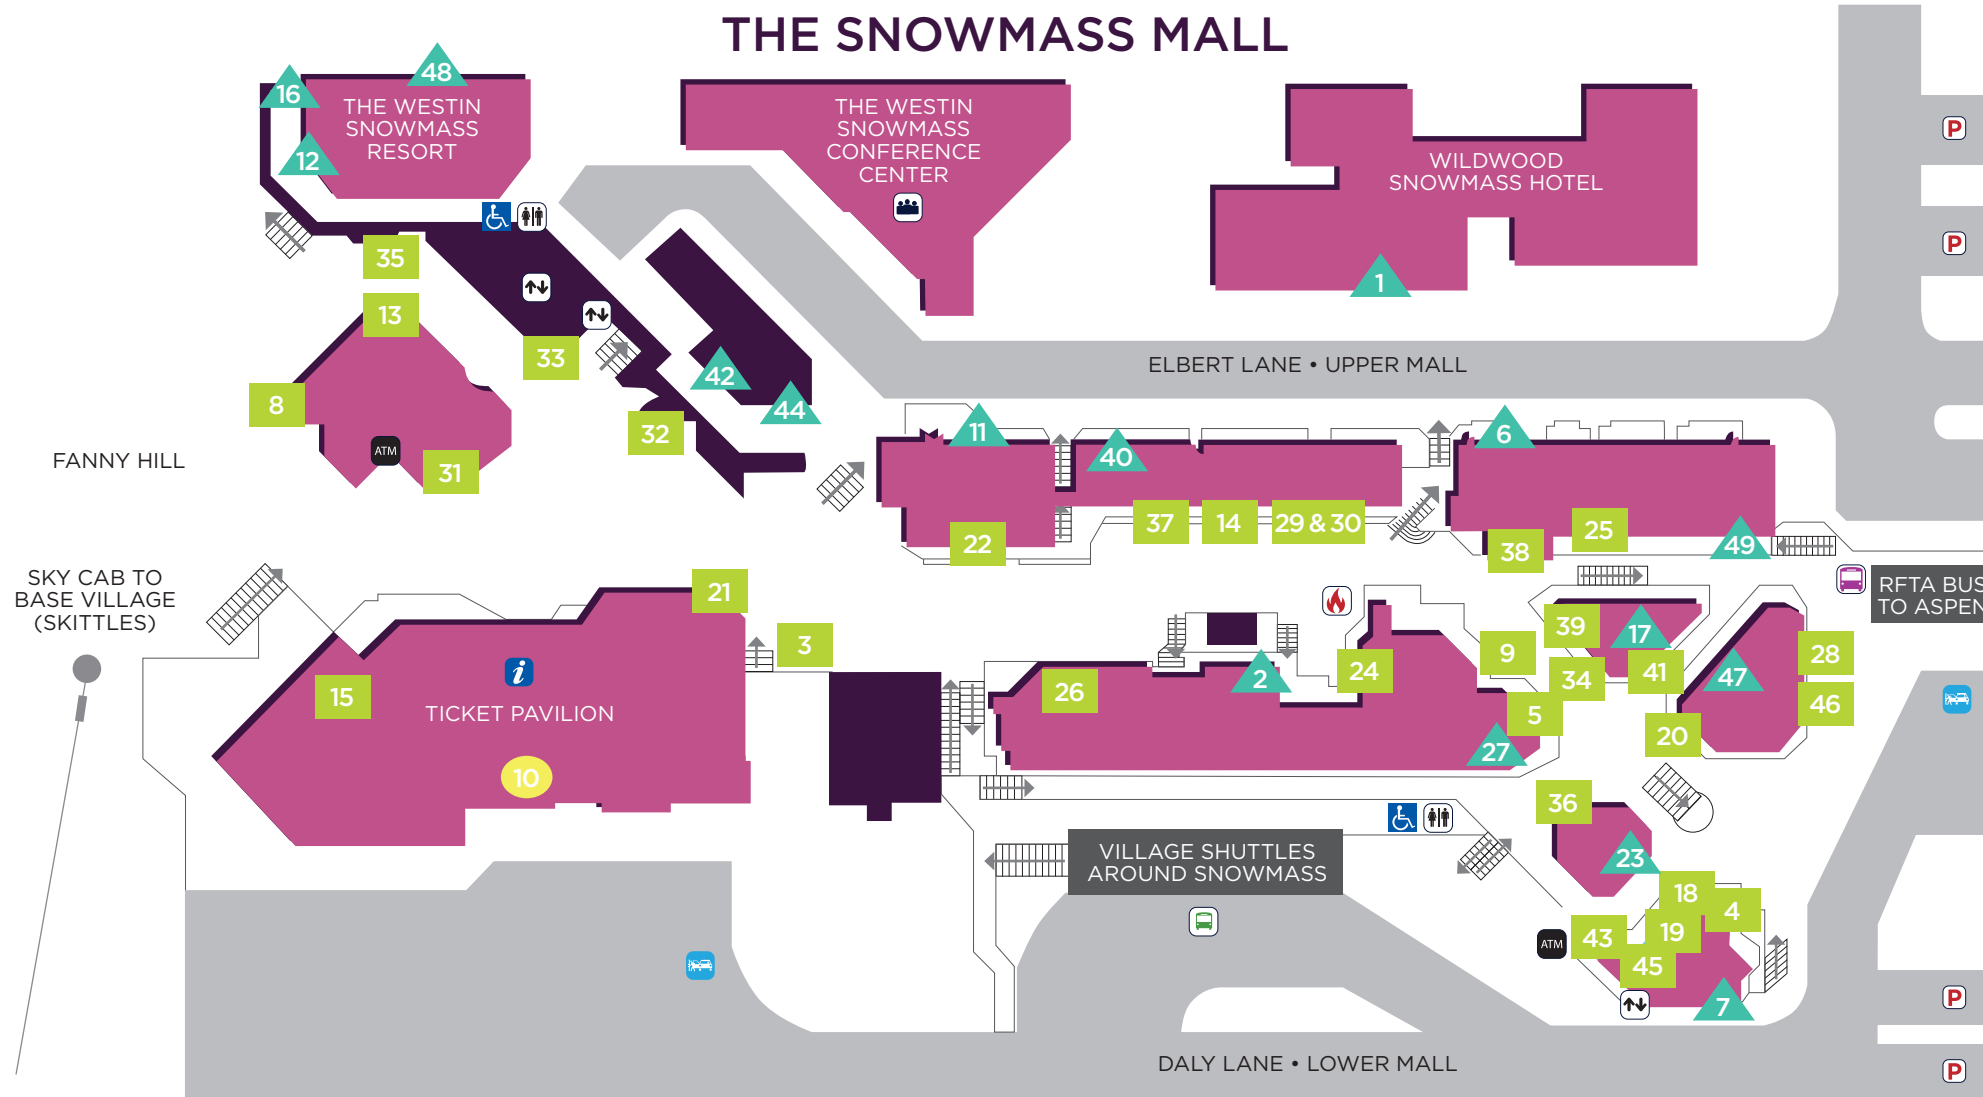 THE SNOWMASS MALL
48
16
THE WESTIN
SNOWMASS
RESORT
12
THE WESTIN
SNOWMASS
CONFERENCE
CENTER
WILDWOOD
SNOWMASS HOTEL
P
P
35
1
13
33
ELBERT LANE • UPPER MALL
42
8
44
32
11
6
40
ATM
FANNY HILL
31
37
14
29 & 30
25
22
38
49
SKY CAB TO
BASE VILLAGE
(SKITTLES)
RFTA BUS
TO ASPEN
21
39
17
3
9
28
24
34
41
47
2
26
15
i
TICKET PAVILION
5
46
20
27
10
36
VILLAGE SHUTTLES
AROUND SNOWMASS
23
18
4
19
43
ATM
45
7
P
DALY LANE • LOWER MALL
P